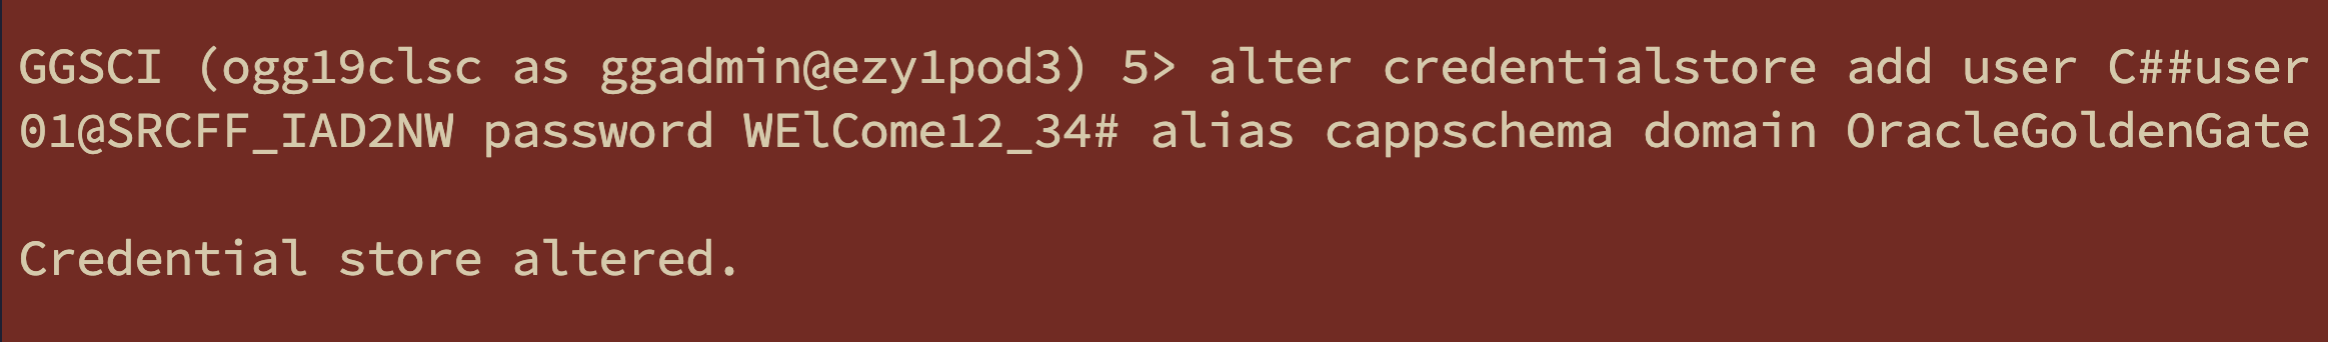 GGSCI (ogg19clsc as ggadmin@ezy1pod3) 5> alter credentialstore add user C##user
01@SRCFF_IAD2NW password WElCome12_34# alias cappschema domain OracleGoldenGate
Credential store altered.